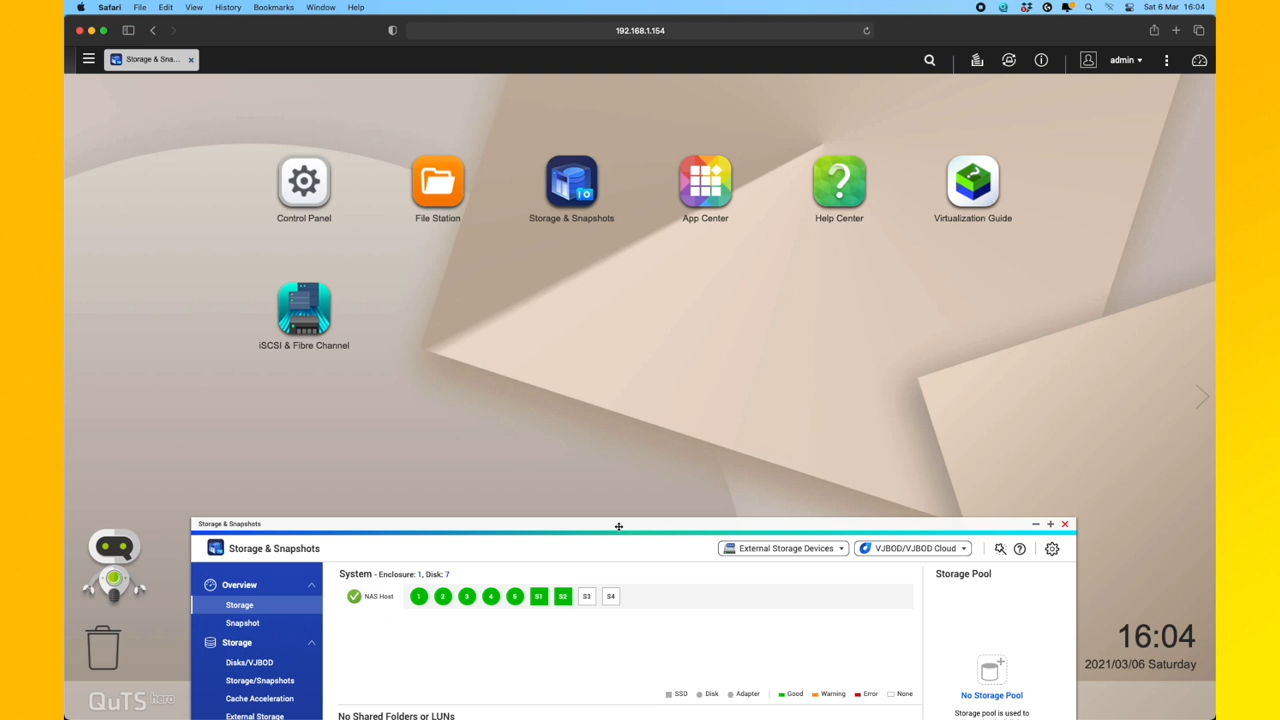 Safari File Edit View History Bookmarks Window Help Sat 6 Mar 16:04
192.168.1.154
Storage & Sna... admin
Control Panel File Station Storage & Snapshots App Center Help Center Virtualization Guide
iSCSI & Fibre Channel
Storage & Snapshots
Storage & Snapshots External Storage Devices VJBOD/VJBOD Cloud
Overview System - Enclosure: 1, Disk: 7 Storage Pool
NAS Host 1 2 3 4 5 S1 S2 S3 S4
Storage
Snapshot
Storage 16:04
Disks/VJBOD 2021/03/06 Saturday
Storage/Snapshots
Cache Acceleration SSD Disk Adapter Good Warning Error None No Storage Pool
QuTS hero
External Storage No Shared Folders or LUNs Storage pool is used to